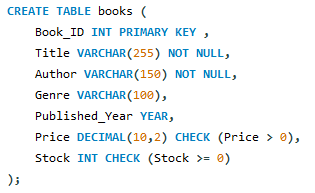 CREATE TABLE books (
    Book_ID INT PRIMARY KEY ,
    Title VARCHAR(255) NOT NULL,
    Author VARCHAR(150) NOT NULL,
    Genre VARCHAR(100),
    Published_Year YEAR,
    Price DECIMAL(10,2) CHECK (Price > 0),
    Stock INT CHECK (Stock >= 0)
);